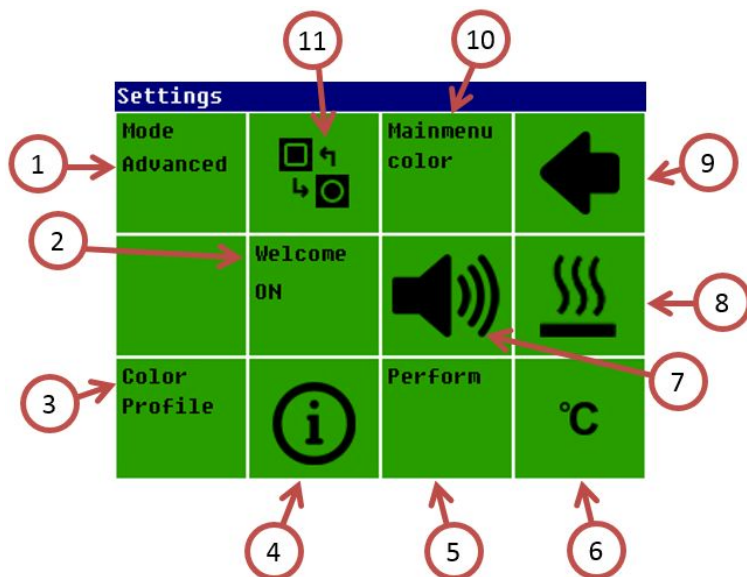 11
10
Settings
Mode
Advanced
Mainmenu
color
1
9
2
Welcome
ON
8
3
Color
Profile
i
Perform
°C
7
4
5
6